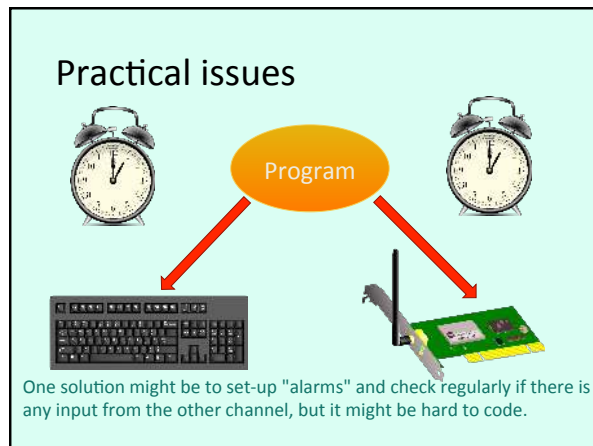 Practical issues
Program
One solution might be to set-up "alarms" and check regularly if there is
any input from the other channel, but it might be hard to code.